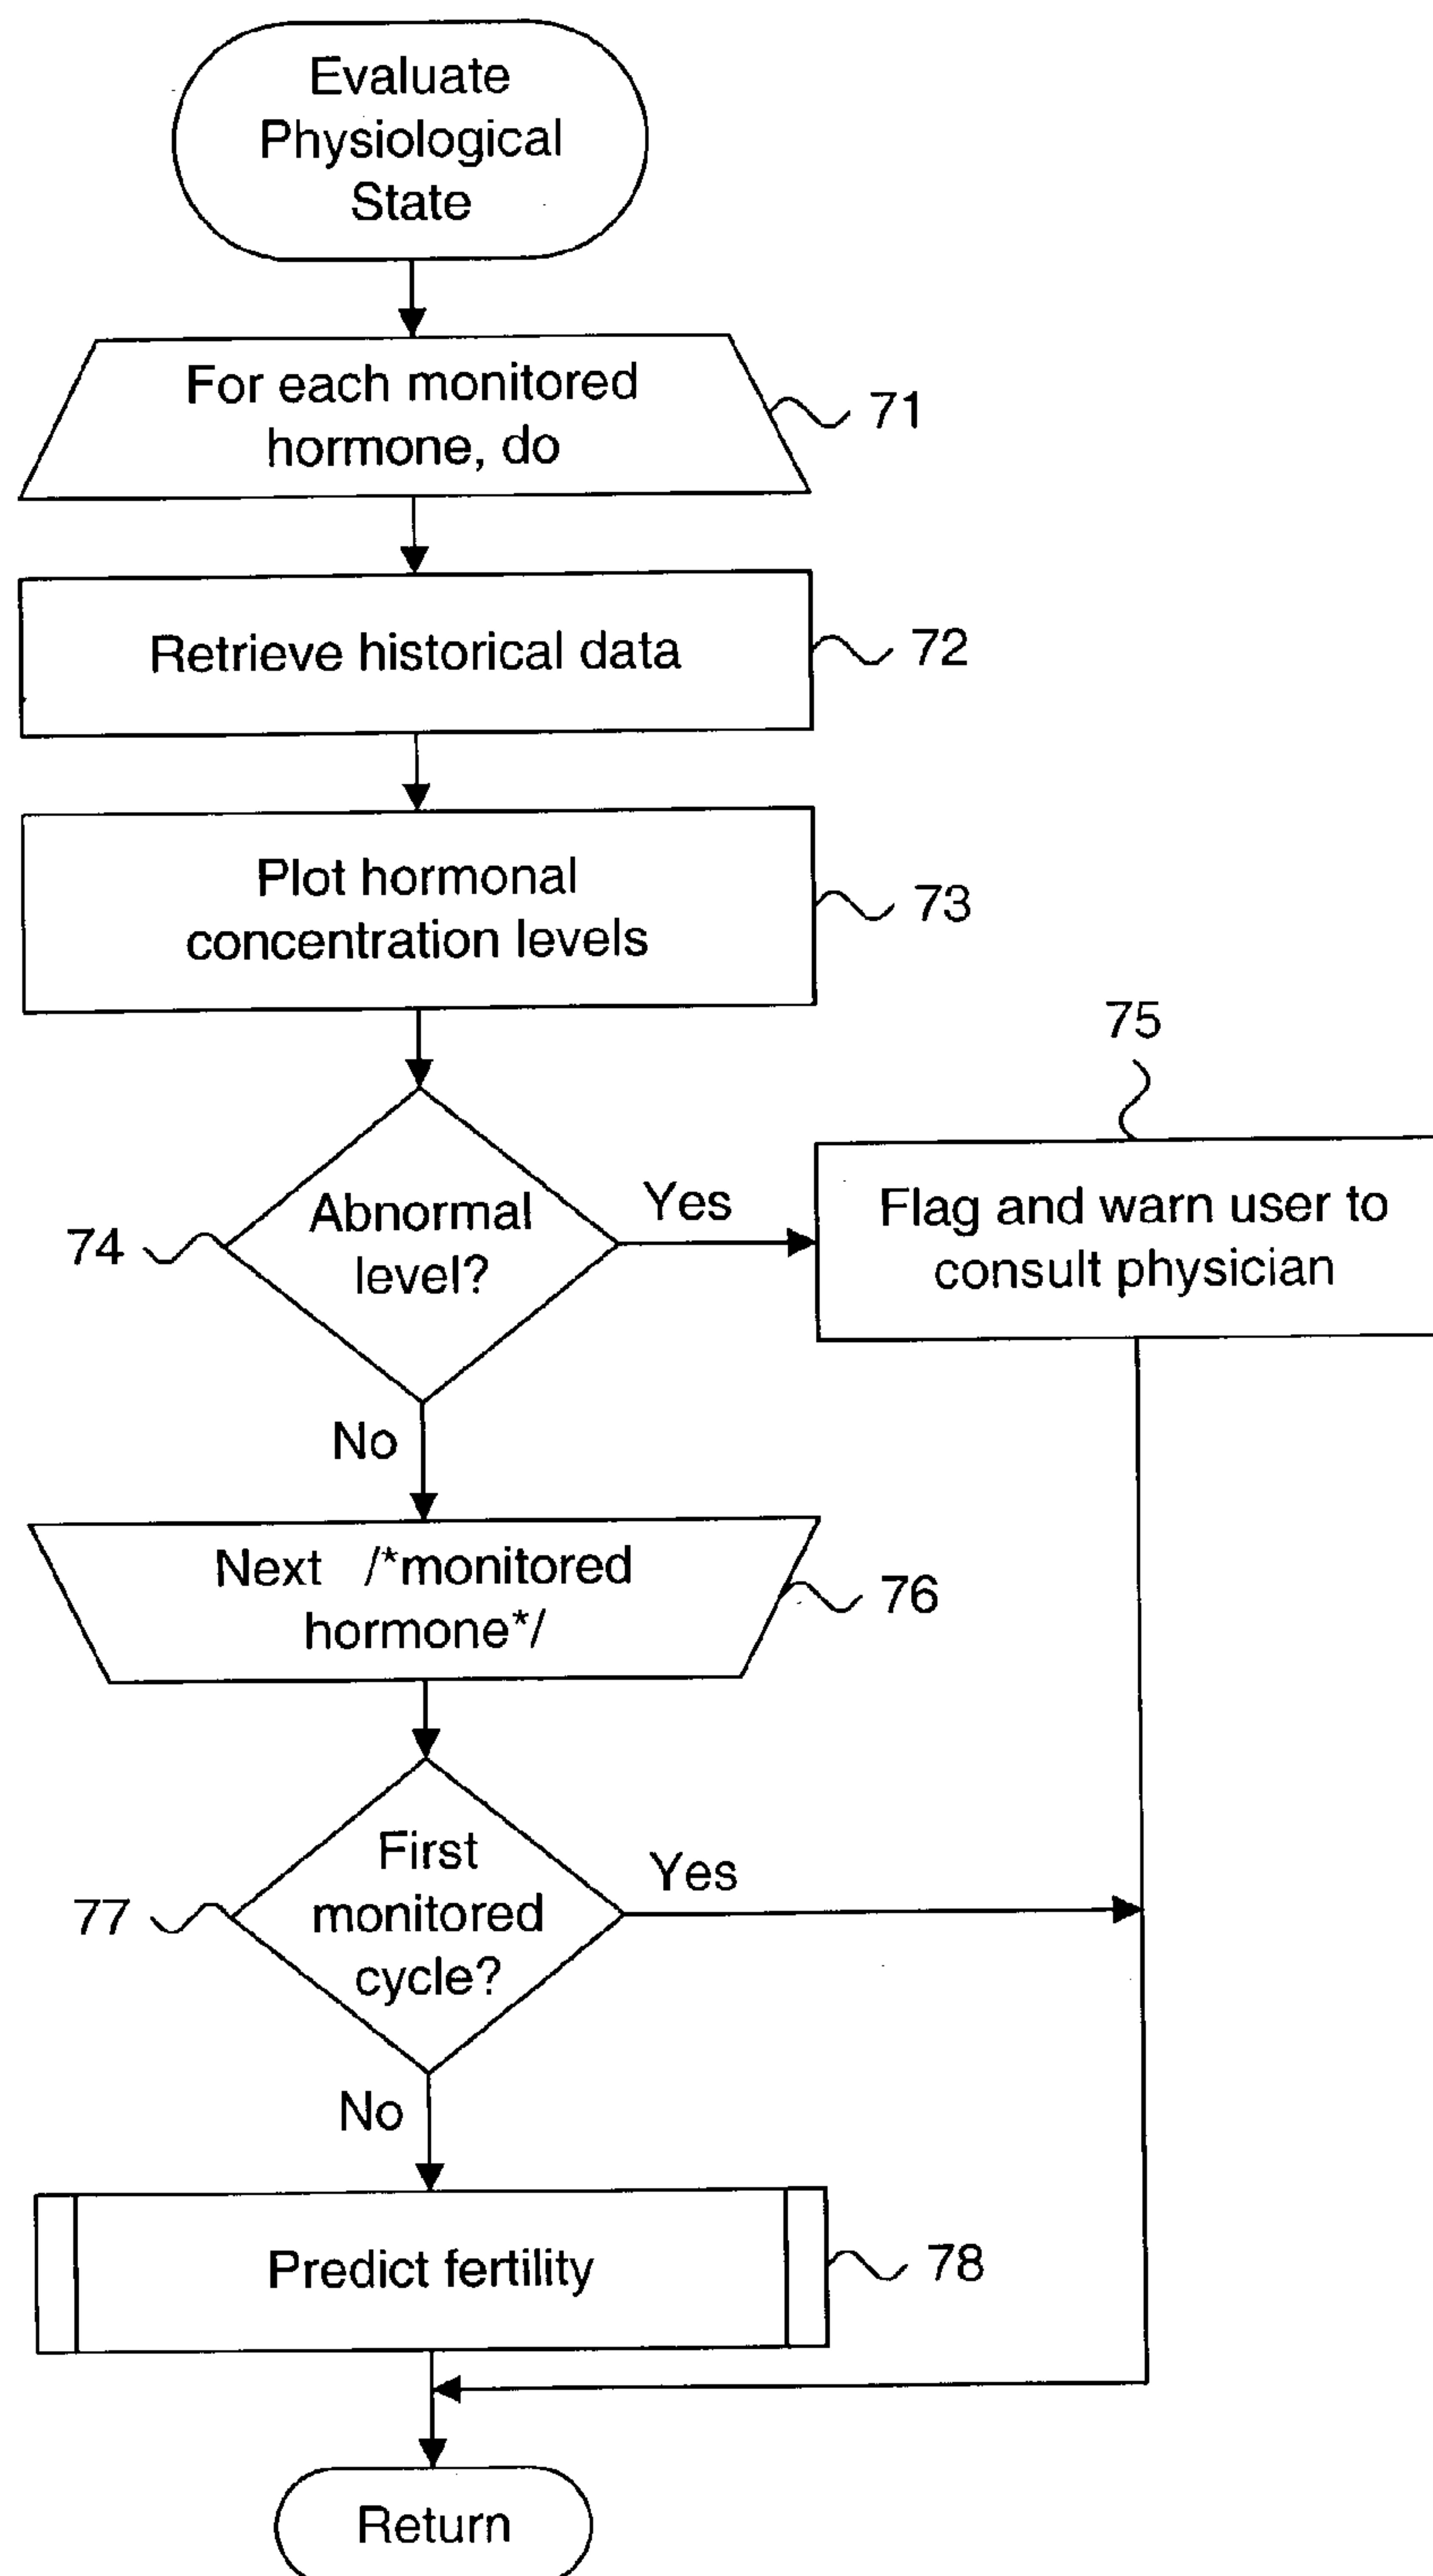 Evaluate
Physiological
State
For each monitored
hormone, do
71
Retrieve historical data
72
Plot hormonal
concentration levels
73
75
74
Abnormal
level?
Yes
Flag and warn user to
consult physician
No
Next /*monitored
hormone*/
76
77
First
monitored
cycle?
Yes
No
Predict fertility
78
Return